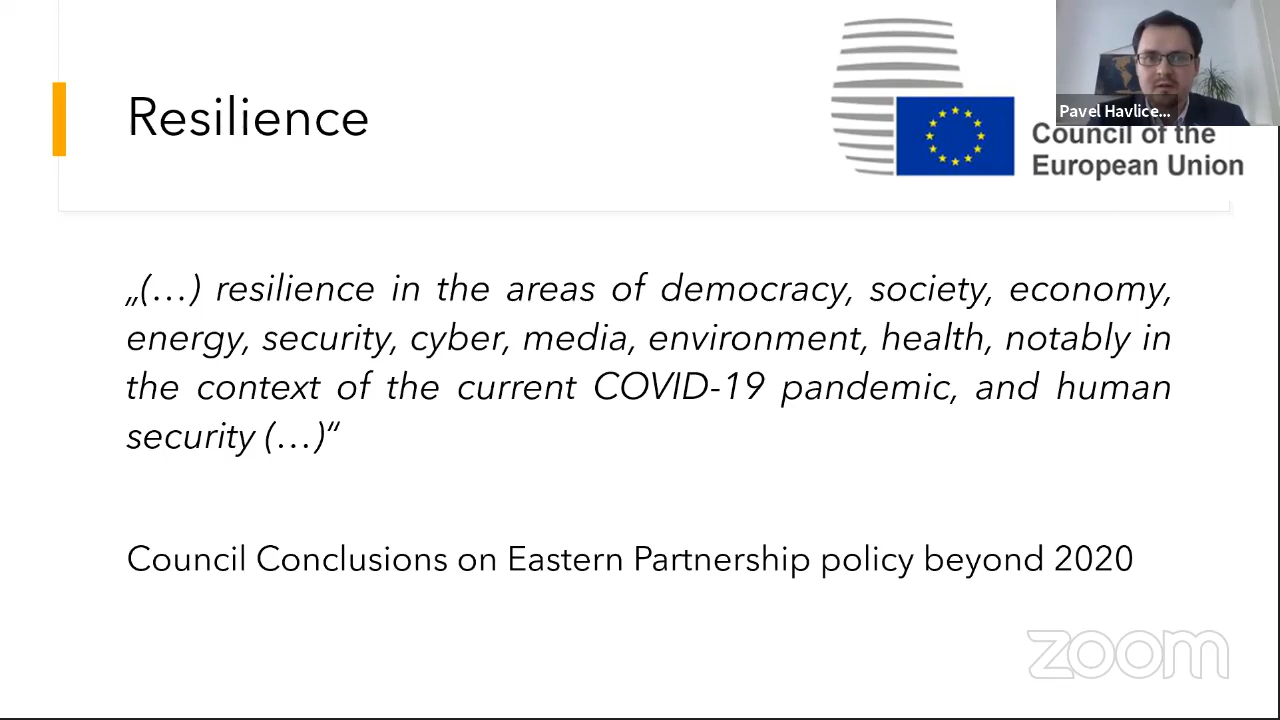 Resilience
Pavel Havlice...
Council of the
European Union
„(…) resilience in the areas of democracy, society, economy,
energy, security, cyber, media, environment, health, notably in
the context of the current COVID-19 pandemic, and human
security (…)“
Council Conclusions on Eastern Partnership policy beyond 2020
zoom